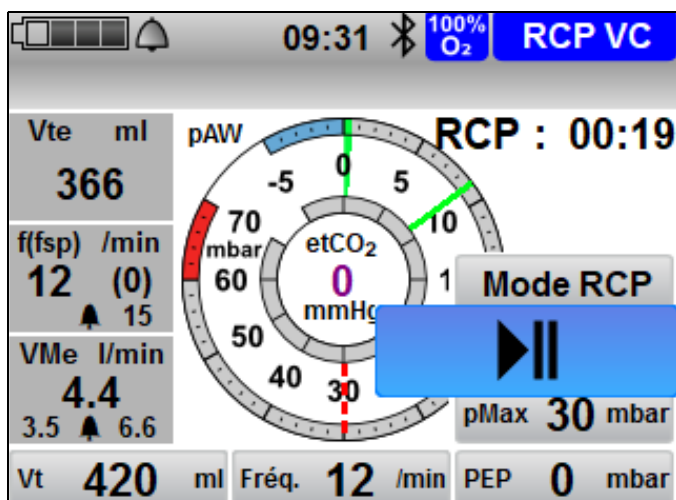 09:31
100%
O₂
RCP VC
Vte ml
366
f(fsp) /min
12 (0)
15
VMe l/min
4.4
3.5 6.6
pAW
RCP : 00:19
-5 0 5
10
70
mbar
60
50
40
30
etCO₂
0
mmHg
Mode RCP
pMax 30 mbar
Vt 420 ml
Fréq. 12 /min
PEP 0 mbar